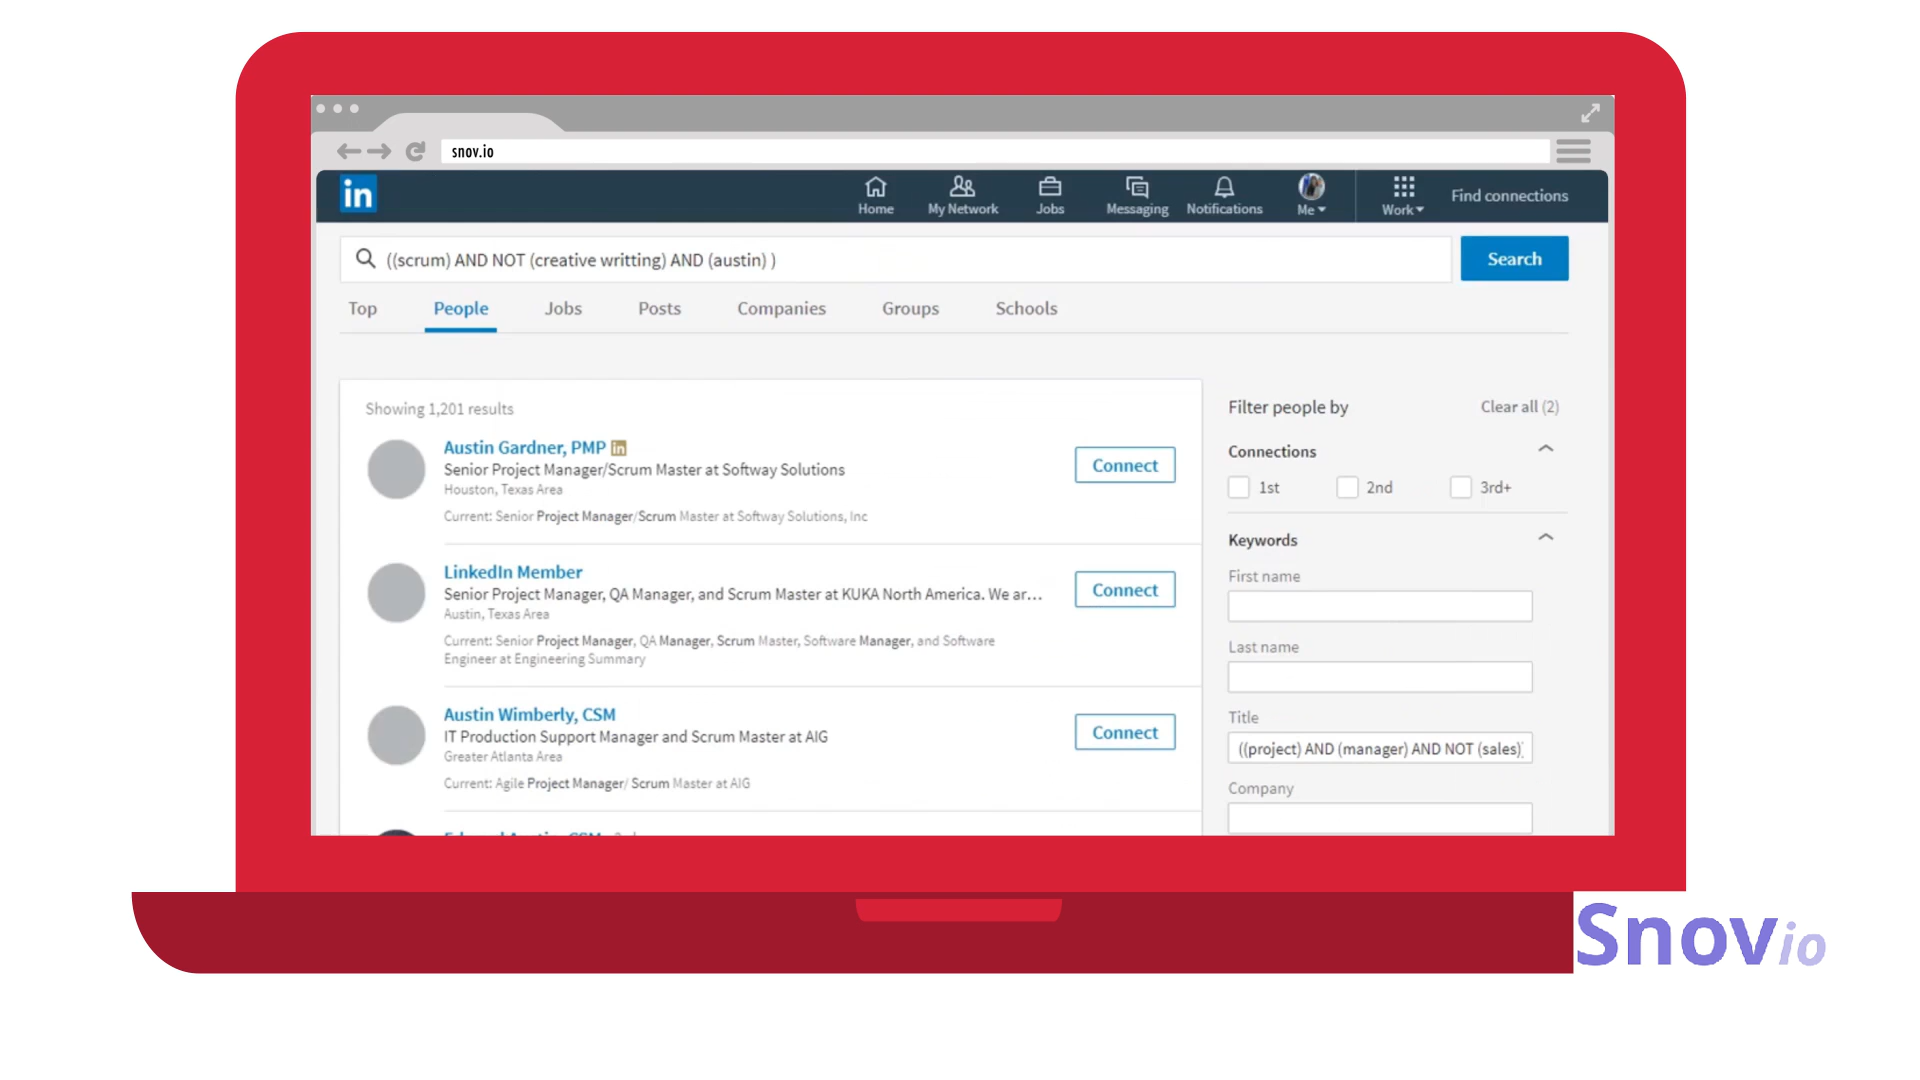 snov.io
in
Home
My Network
Jobs
Messaging
Notifications
Me
Work
Find connections
((scrum) AND NOT (creative writting) AND (austin) )
Search
Top
People
Jobs
Posts
Companies
Groups
Schools
Showing 1,201 results
Austin Gardner, PMP in
Senior Project Manager/Scrum Master at Softway Solutions
Houston, Texas Area
Current: Senior Project Manager/Scrum Master at Softway Solutions, Inc
Connect
LinkedIn Member
Senior Project Manager, QA Manager, and Scrum Master at KUKA North America. We ar...
Austin, Texas Area
Current: Senior Project Manager, QA Manager, Scrum Master, Software Manager, and Software
Engineer at Engineering Summary
Connect
Austin Wimberly, CSM
IT Production Support Manager and Scrum Master at AIG
Greater Atlanta Area
Current: Agile Project Manager/ Scrum Master at AIG
Connect
Filter people by
Clear all (2)
Connections
1st
2nd
3rd+
Keywords
First name
Last name
Title
((project) AND (manager) AND NOT (sales)
Company
Snovio